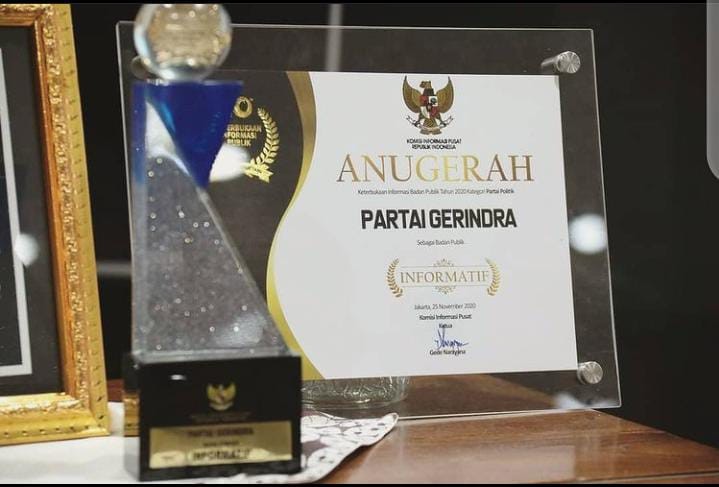 KETERBUKAAN
INFORMASI
PUBLIK
KOMISI INFORMASI PUSAT
REPUBLIK INDONESIA
ANUGERAH
Keterbukaan Informasi Badan Publik Tahun 2020 Kategori Partai Politik
PARTAI GERINDRA
Sebagai Badan Publik
INFORMATIF
Jakarta, 25 November 2020
Komisi Informasi Pusat
Ketua
Gede Narayana
PARTAI GERINDRA
INFORMATIF